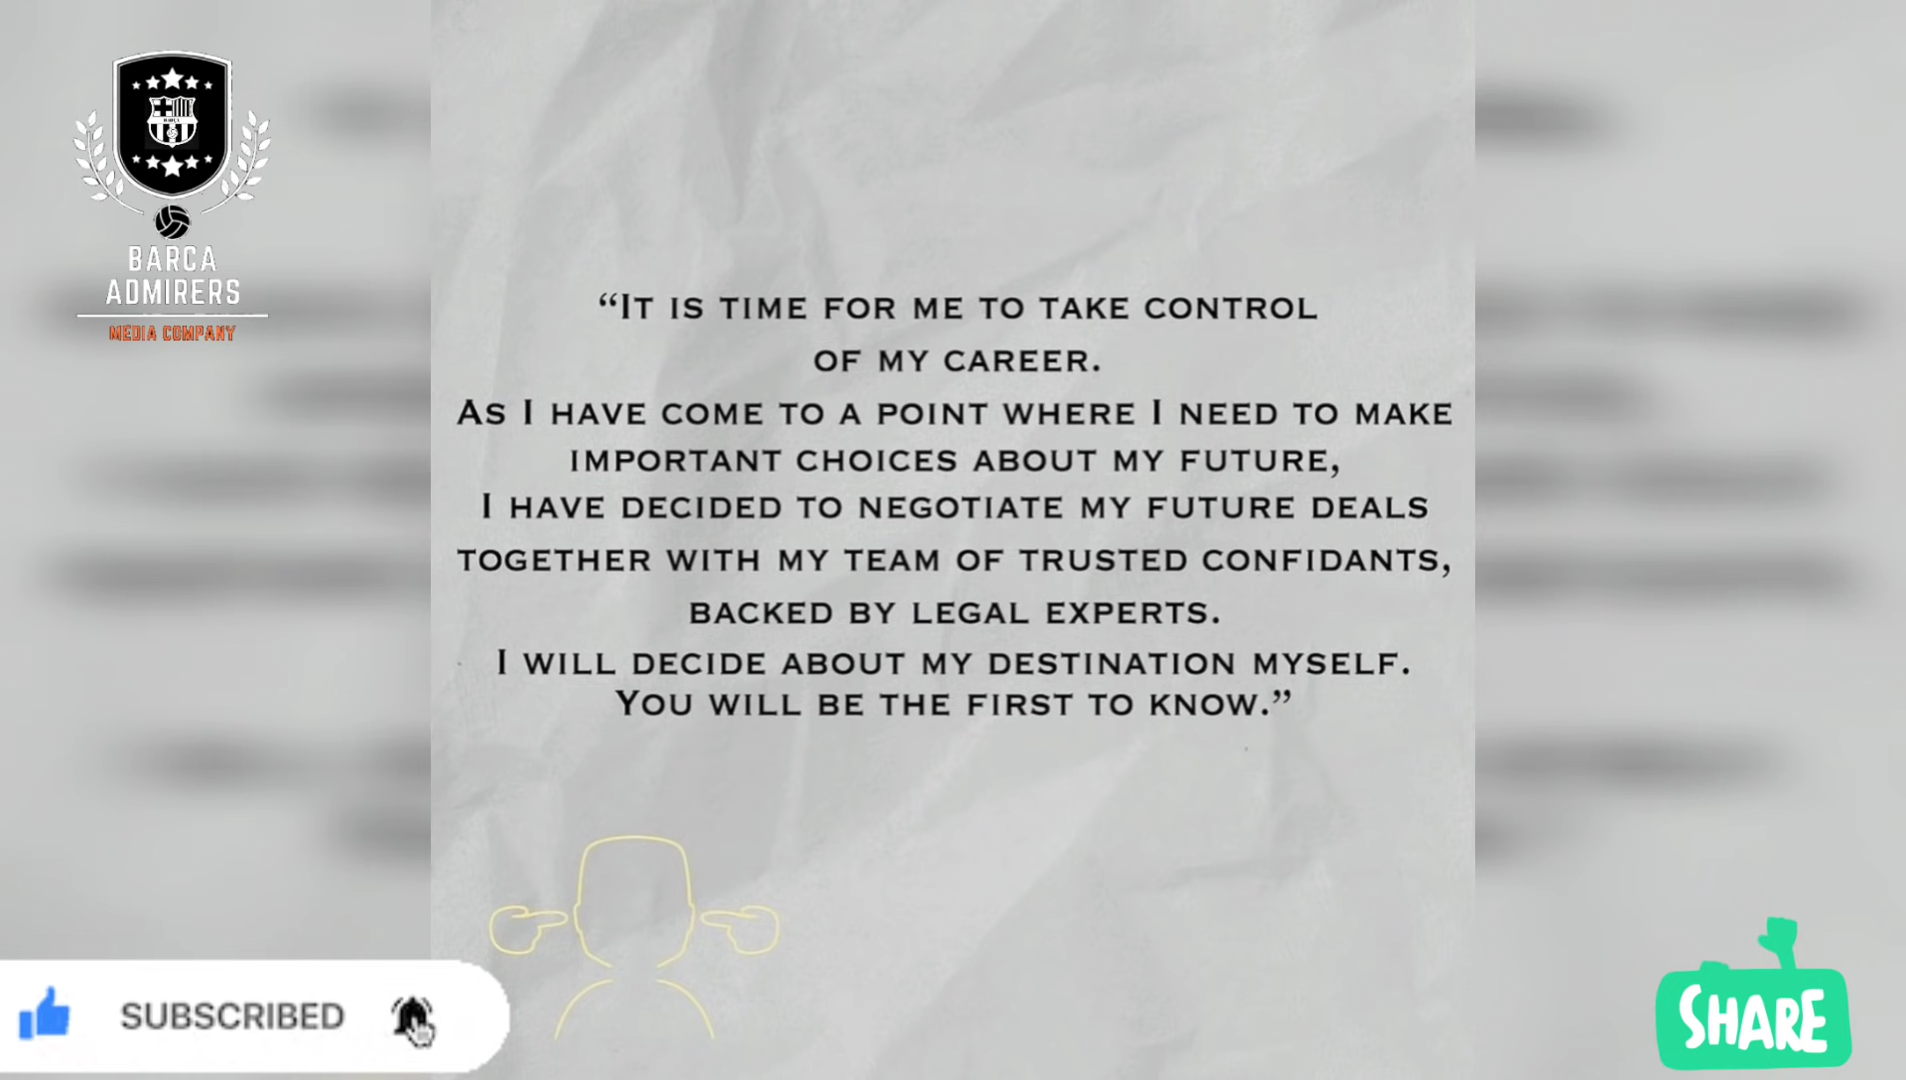 BARCA
ADMIRERS
MEDIA COMPANY
“It is time for me to take control
of my career.
As I have come to a point where I need to make
important choices about my future,
I have decided to negotiate my future deals
together with my team of trusted confidants,
backed by legal experts.
I will decide about my destination myself.
You will be the first to know.”
SUBSCRIBED
SHARE